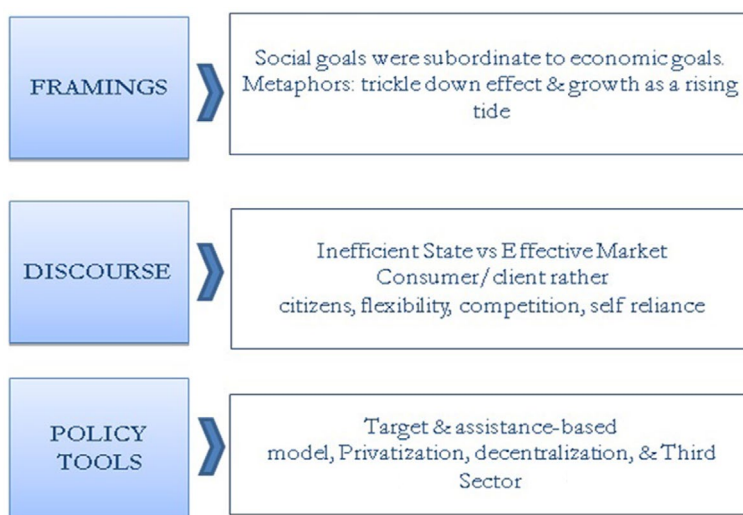 FRAMINGS
Social goals were subordinate to economic goals.
Metaphors: trickle down effect & growth as a rising
tide
DISCOURSE
Inefficient State vs Effective Market
Consumer/client rather
citizens, flexibility, competition, self reliance
POLICY
TOOLS
Target & assistance-based
model, Privatization, decentralization, & Third
Sector